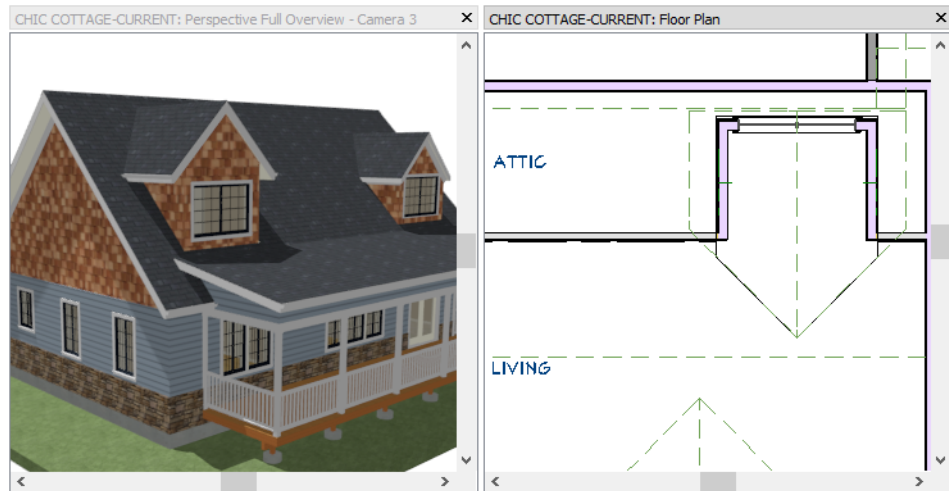 CHIC COTTAGE-CURRENT: Perspective Full Overview - Camera 3
CHIC COTTAGE-CURRENT: Floor Plan
ATTIC
LIVING